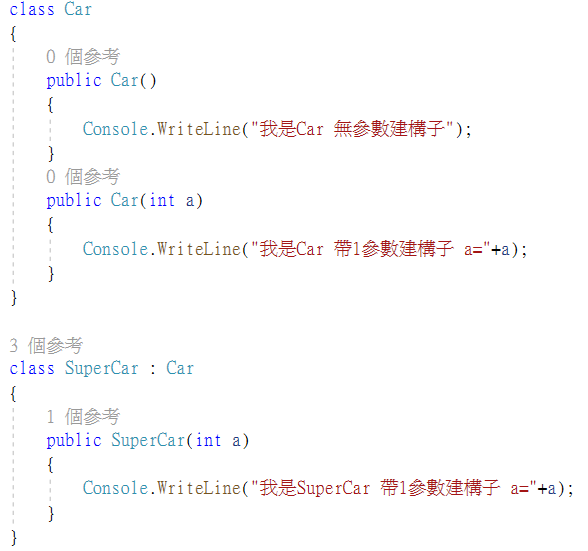 class Car
{
0 個參考
public Car()
{
Console.WriteLine("我是Car 無參數建構子");
}
0 個參考
public Car(int a)
{
Console.WriteLine("我是Car 帶1參數建構子 a="+a);
}
}
3 個參考
class SuperCar : Car
{
1 個參考
public SuperCar(int a)
{
Console.WriteLine("我是SuperCar 帶1參數建構子 a="+a);
}
}